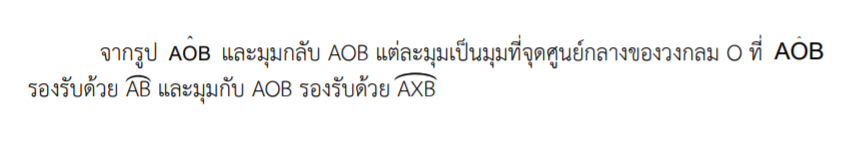 จากรูป AÔB และมุมกลับ AOB แต่ละมุมเป็นมุมที่จุดศูนย์กลางของวงกลม O ที่ AÔB
รองรับด้วย A͡B และมุมกับ AOB รองรับด้วย A͡X͡B